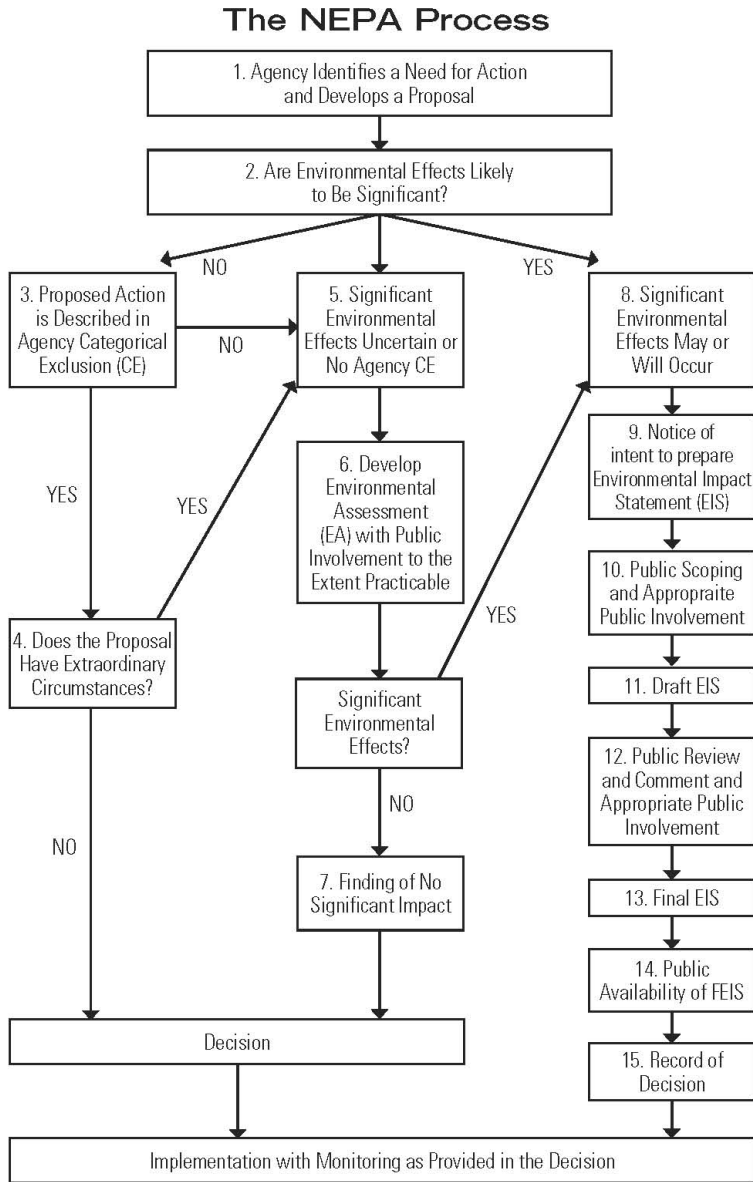 The NEPA Process
1. Agency Identifies a Need for Action
and Develops a Proposal
2. Are Environmental Effects Likely
to Be Significant?
NO
YES
3. Proposed Action
is Described in
Agency Categorical
Exclusion (CE)
NO
5. Significant
Environmental
Effects Uncertain or
No Agency CE
8. Significant
Environmental
Effects May or
Will Occur
YES
YES
6. Develop
Environmental
Assessment
(EA) with Public
Involvement to the
Extent Practicable
YES
9. Notice of
intent to prepare
Environmental Impact
Statement (EIS)
10. Public Scoping
and Appropraite
Public Involvement
4. Does the Proposal
Have Extraordinary
Circumstances?
Significant
Environmental
Effects?
11. Draft EIS
12. Public Review
and Comment and
Appropriate Public
Involvement
NO
NO
7. Finding of No
Significant Impact
13. Final EIS
14. Public
Availability of FEIS
Decision
15. Record of
Decision
Implementation with Monitoring as Provided in the Decision